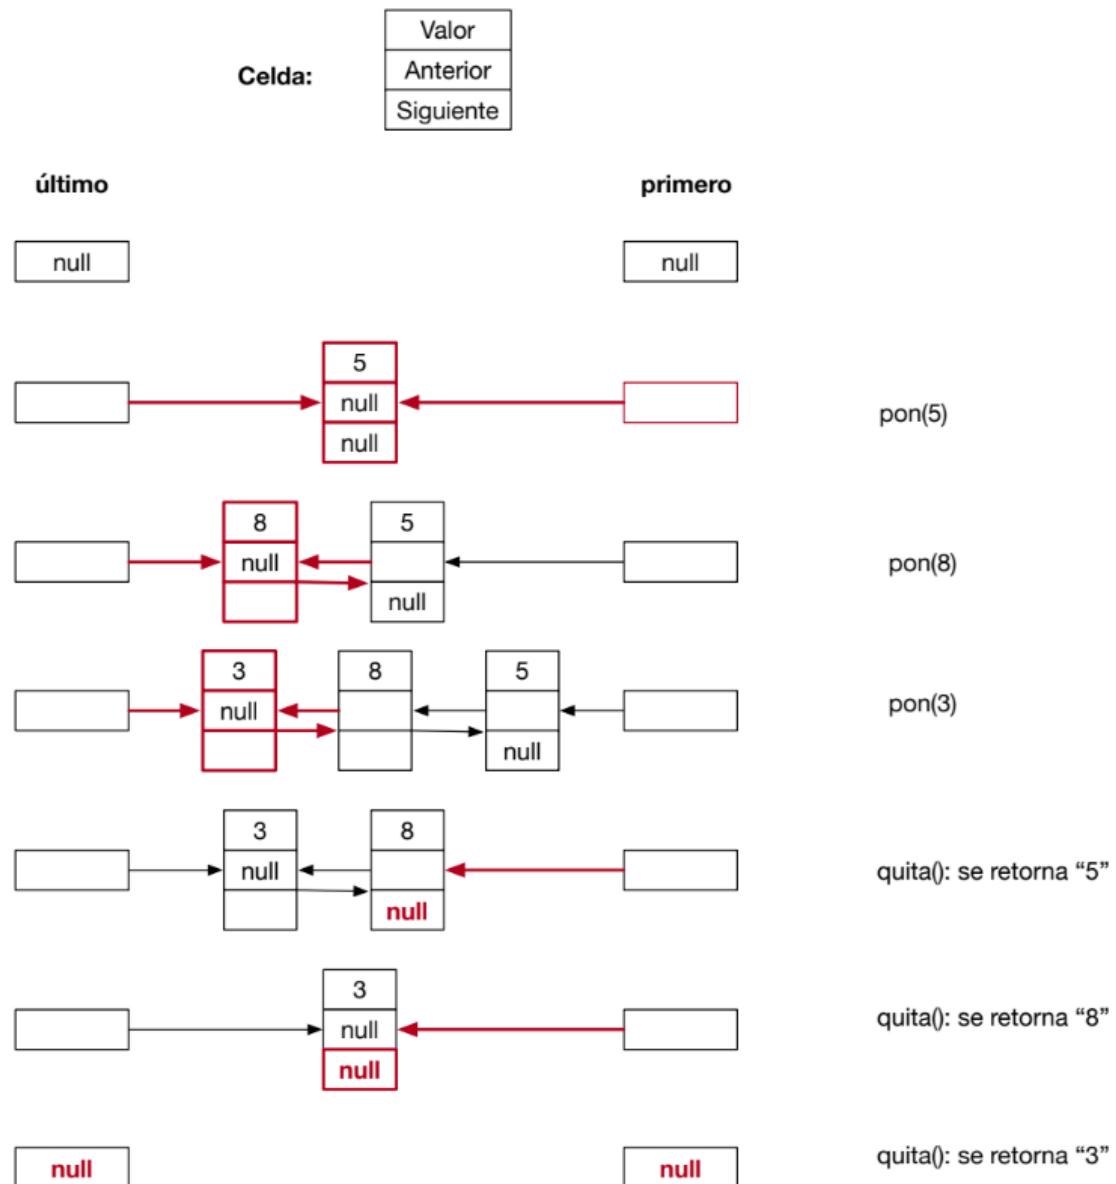 Valor
Celda:
Anterior
Siguiente
último
primero
null
null
5
null
null
pon(5)
8
5
null
null
pon(8)
3
8
5
null
null
pon(3)
3
8
null
null
quita(): se retorna “5”
3
null
null
quita(): se retorna “8”
null
null
quita(): se retorna “3”